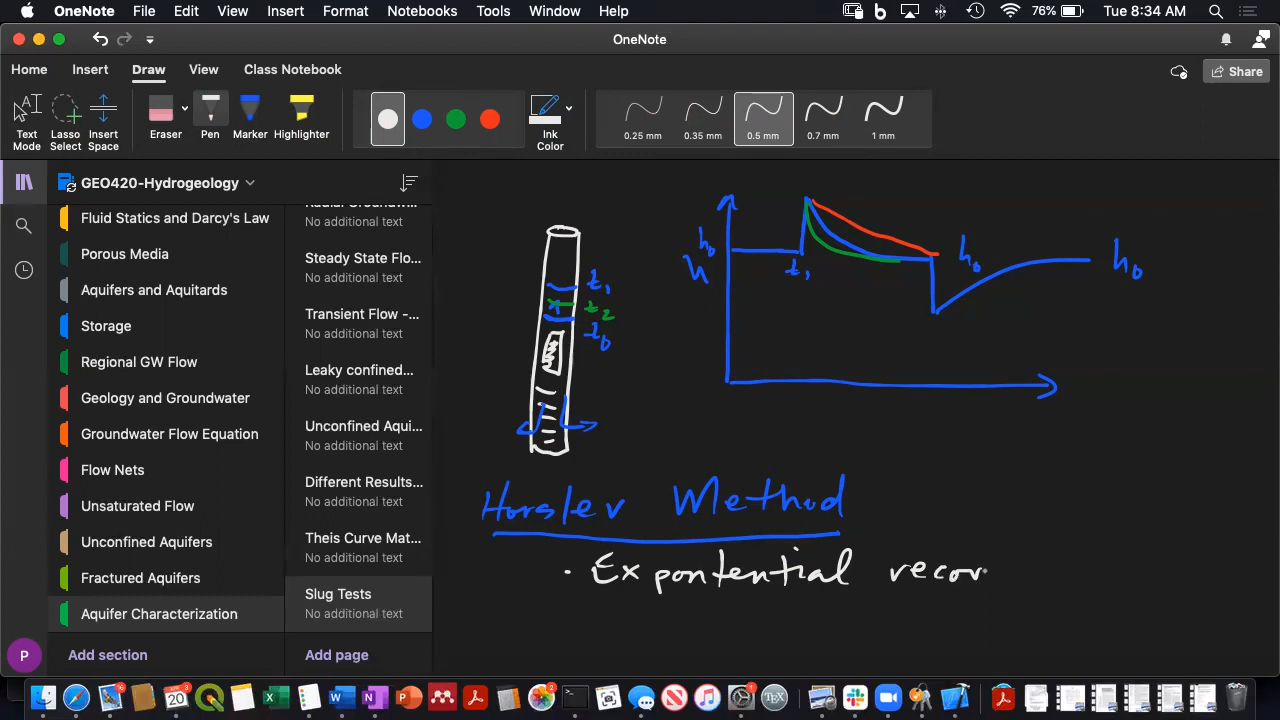 OneNote File Edit View Insert Format Notebooks Tools Window Help 76% Tue 8:34 AM
OneNote
Home Insert Draw View Class Notebook Share
Text Mode
Lasso Select
Insert Space
Eraser
Pen
Marker
Highlighter
Ink Color
0.25 mm
0.35 mm
0.5 mm
0.7 mm
1 mm
GEO420-Hydrogeology
Fluid Statics and Darcy's Law
Porous Media
Aquifers and Aquitards
Storage
Regional GW Flow
Geology and Groundwater
Groundwater Flow Equation
Flow Nets
Unsaturated Flow
Unconfined Aquifers
Fractured Aquifers
Aquifer Characterization
Add section
P
No additional text
Steady State Flo...
No additional text
Transient Flow -...
No additional text
Leaky confined...
No additional text
Unconfined Aqui...
No additional text
Different Results...
No additional text
Theis Curve Mat...
No additional text
Slug Tests
No additional text
Add page
t1
t2
t0
h0
h
t1
h0
h0
Horslev Method
· Expontential recov